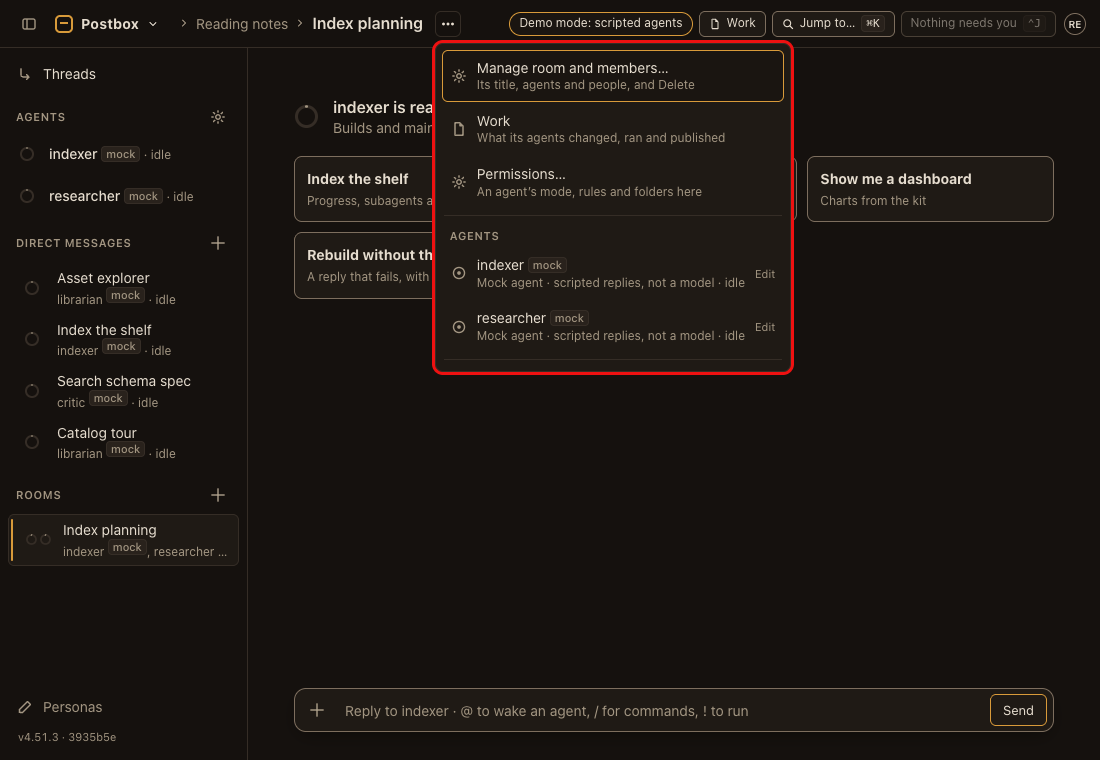 Postbox
Reading notes
Index planning
Demo mode: scripted agents
Work
Jump to... ⌘K
Nothing needs you ^J
RE
Threads
AGENTS
indexer mock · idle
researcher mock · idle
DIRECT MESSAGES
Asset explorer
librarian mock · idle
Index the shelf
indexer mock · idle
Search schema spec
critic mock · idle
Catalog tour
librarian mock · idle
ROOMS
Index planning
indexer mock, researcher ...
Personas
v4.51.3 · 3935b5e
indexer is rea
Builds and main
Index the shelf
Progress, subagents a
Show me a dashboard
Charts from the kit
Rebuild without th
A reply that fails, with
Manage room and members...
Its title, agents and people, and Delete
Work
What its agents changed, ran and published
Permissions...
An agent's mode, rules and folders here
AGENTS
indexer mock
Mock agent · scripted replies, not a model · idle
Edit
researcher mock
Mock agent · scripted replies, not a model · idle
Edit
Reply to indexer · @ to wake an agent, / for commands, ! to run
Send